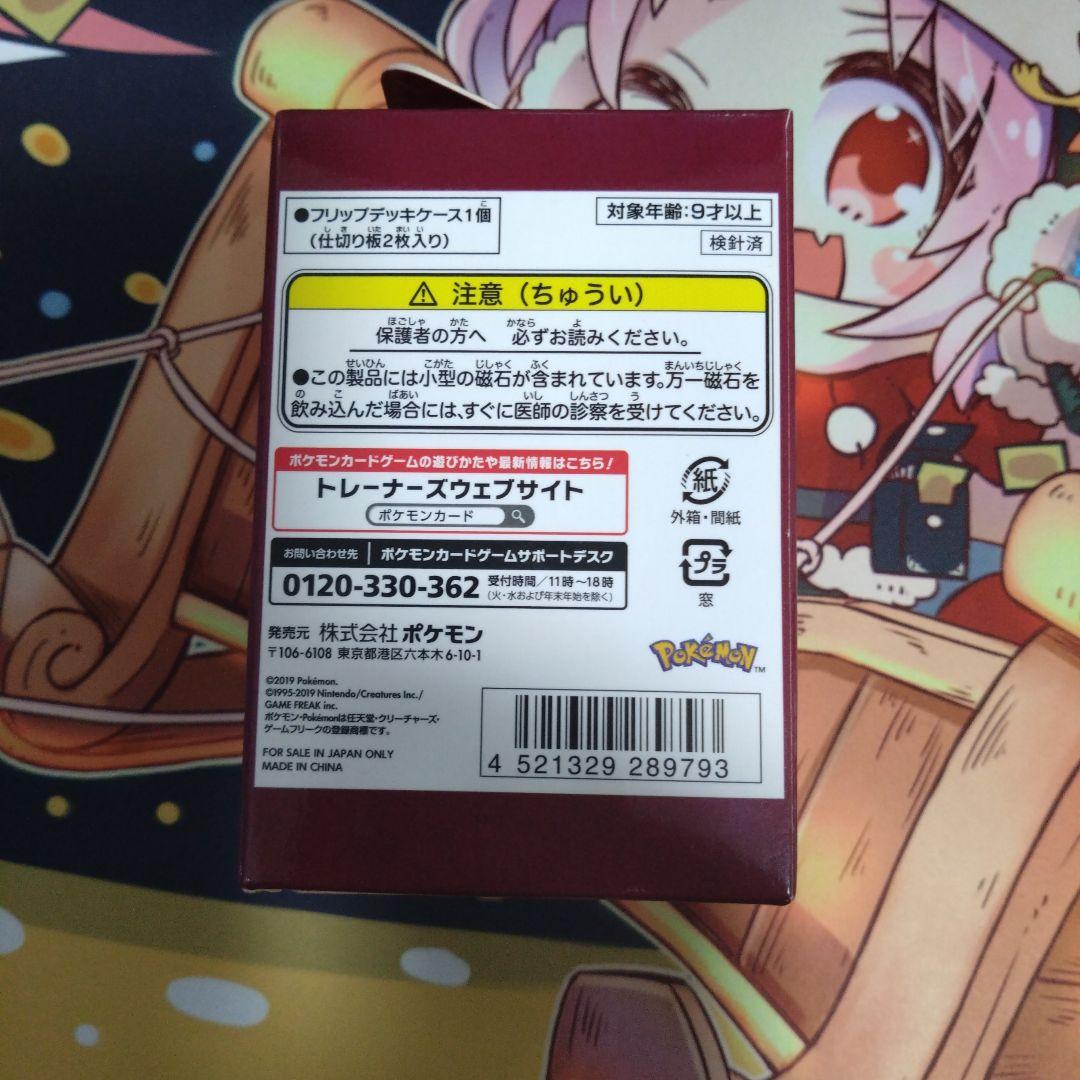 ●フリップデッキケース1個
(仕切り板2枚入り)
対象年齢:9才以上
検針済
⚠ 注意(ちゅうい)
保護者の方へ 必ずお読みください。
●この製品には小型の磁石が含まれています。万一磁石を
飲み込んだ場合には、すぐに医師の診察を受けてください。
ポケモンカードゲームの遊びかたや最新情報はこちら!
トレーナーズウェブサイト
ポケモンカード
紙
外箱・間紙
お問い合わせ先 ポケモンカードゲームサポートデスク
0120-330-362 受付時間/11時~18時
(火・水および年末年始を除く)
プラ
窓
発売元 株式会社ポケモン
〒106-6108 東京都港区六本木6-10-1
POKéMON™
©2019 Pokémon.
©1995-2019 Nintendo/Creatures Inc./
GAME FREAK inc.
ポケモン・Pokémonは任天堂・クリーチャーズ・
ゲームフリークの登録商標です。
FOR SALE IN JAPAN ONLY
MADE IN CHINA
4 521329 289793